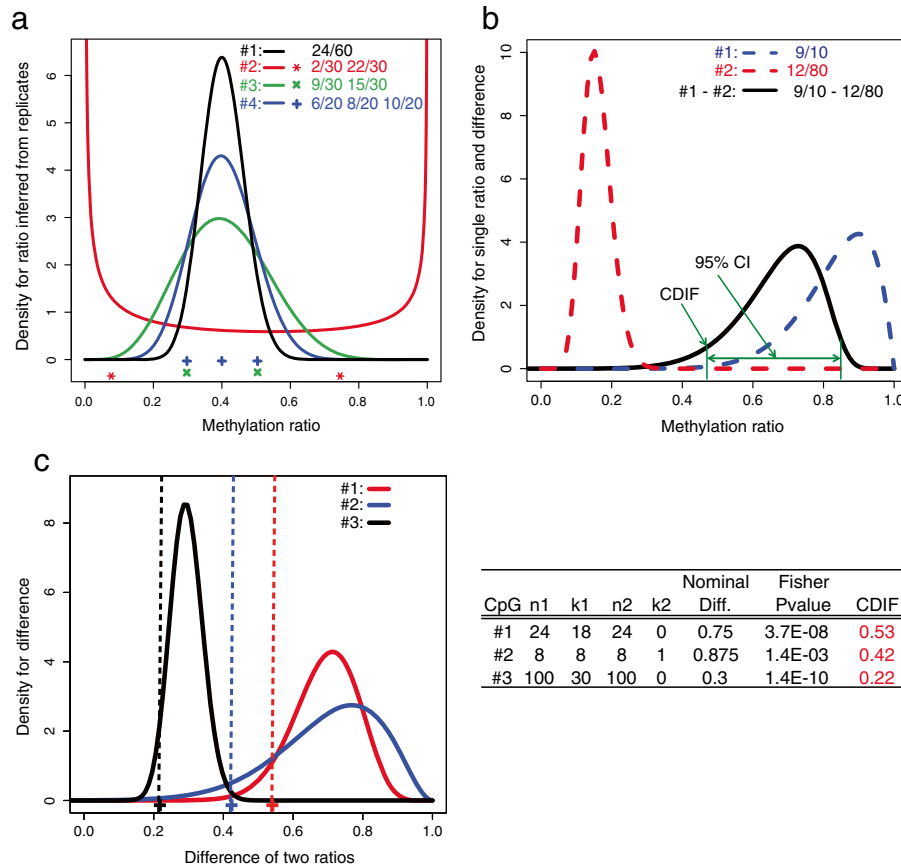 a
Density for ratio inferred from replicates
6
5
4
3
2
1
0
#1: 24/60
#2: 2/30 22/30
#3: 9/30 15/30
#4: 6/20 8/20 10/20
0.0 0.2 0.4 0.6 0.8 1.0
Methylation ratio
b
Density for single ratio and difference
10
8
6
4
2
0
#1: 9/10
#2: 12/80
#1 - #2: 9/10 - 12/80
95% CI
CDIF
0.0 0.2 0.4 0.6 0.8 1.0
Methylation ratio
c
Density for difference
8
6
4
2
0
#1:
#2:
#3:
0.0 0.2 0.4 0.6 0.8 1.0
Difference of two ratios
Nominal Fisher
CpG n1 k1 n2 k2 Diff. Pvalue CDIF
#1 24 18 24 0 0.75 3.7E-08 0.53
#2 8 8 8 1 0.875 1.4E-03 0.42
#3 100 30 100 0 0.3 1.4E-10 0.22